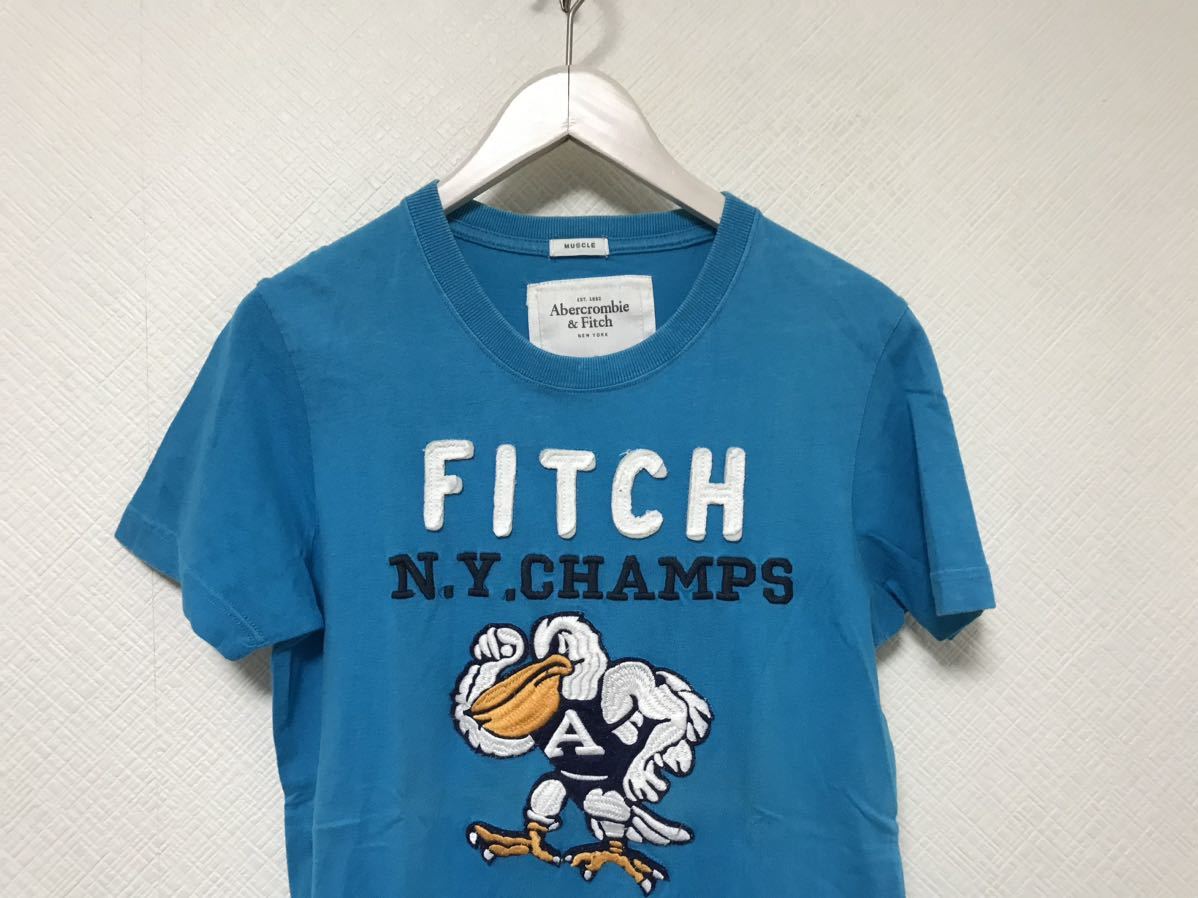 MUSCLE
EST. 1892
Abercrombie
& Fitch
NEW YORK
FITCH
N.Y.CHAMPS
A